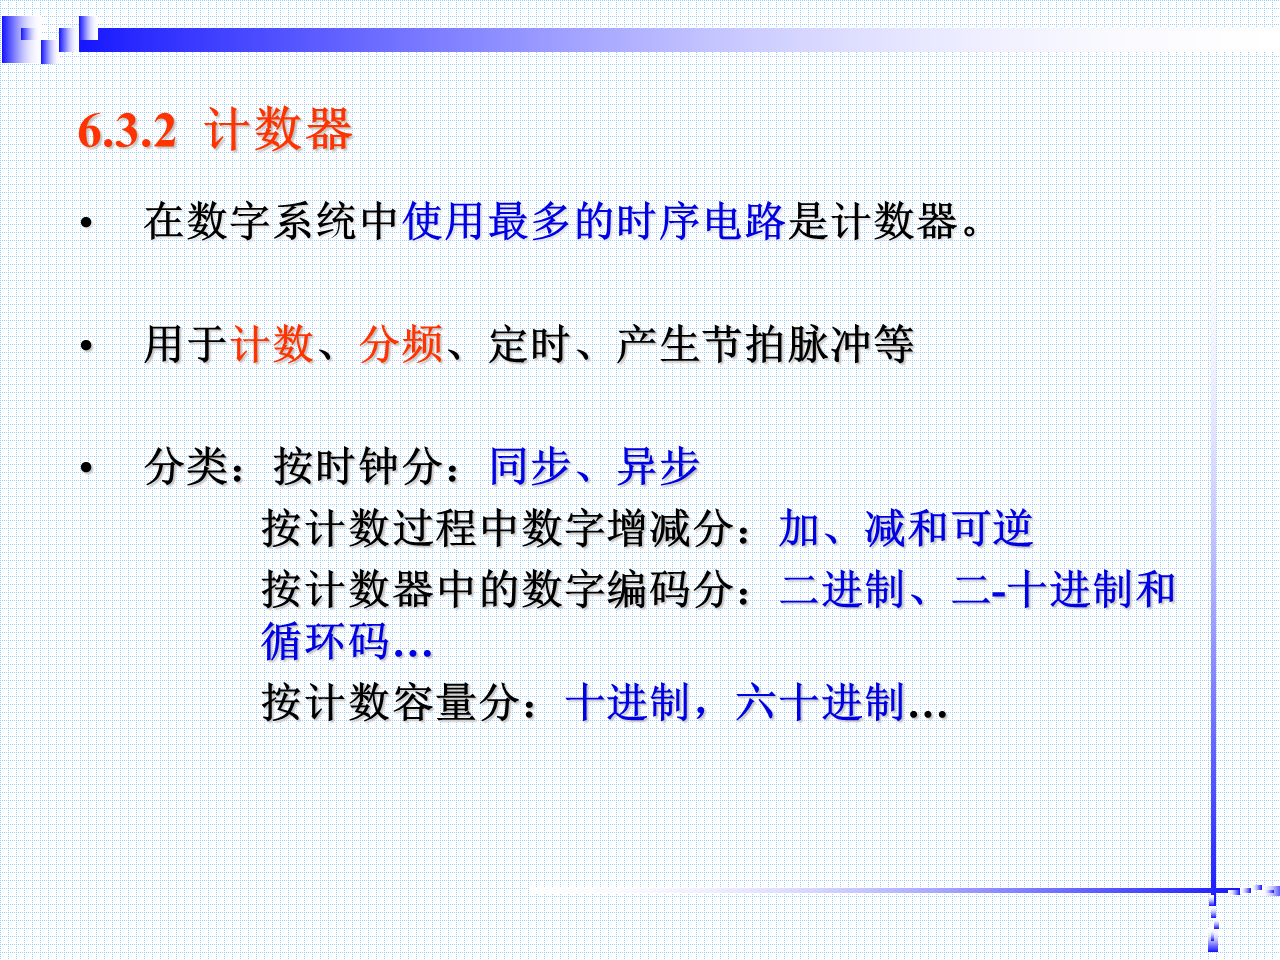 6.3.2 计数器
• 在数字系统中使用最多的时序电路是计数器。
• 用于计数、分频、定时、产生节拍脉冲等
• 分类：按时钟分：同步、异步
按计数过程中数字增减分：加、减和可逆
按计数器中的数字编码分：二进制、二-十进制和
循环码…
按计数容量分：十进制，六十进制…